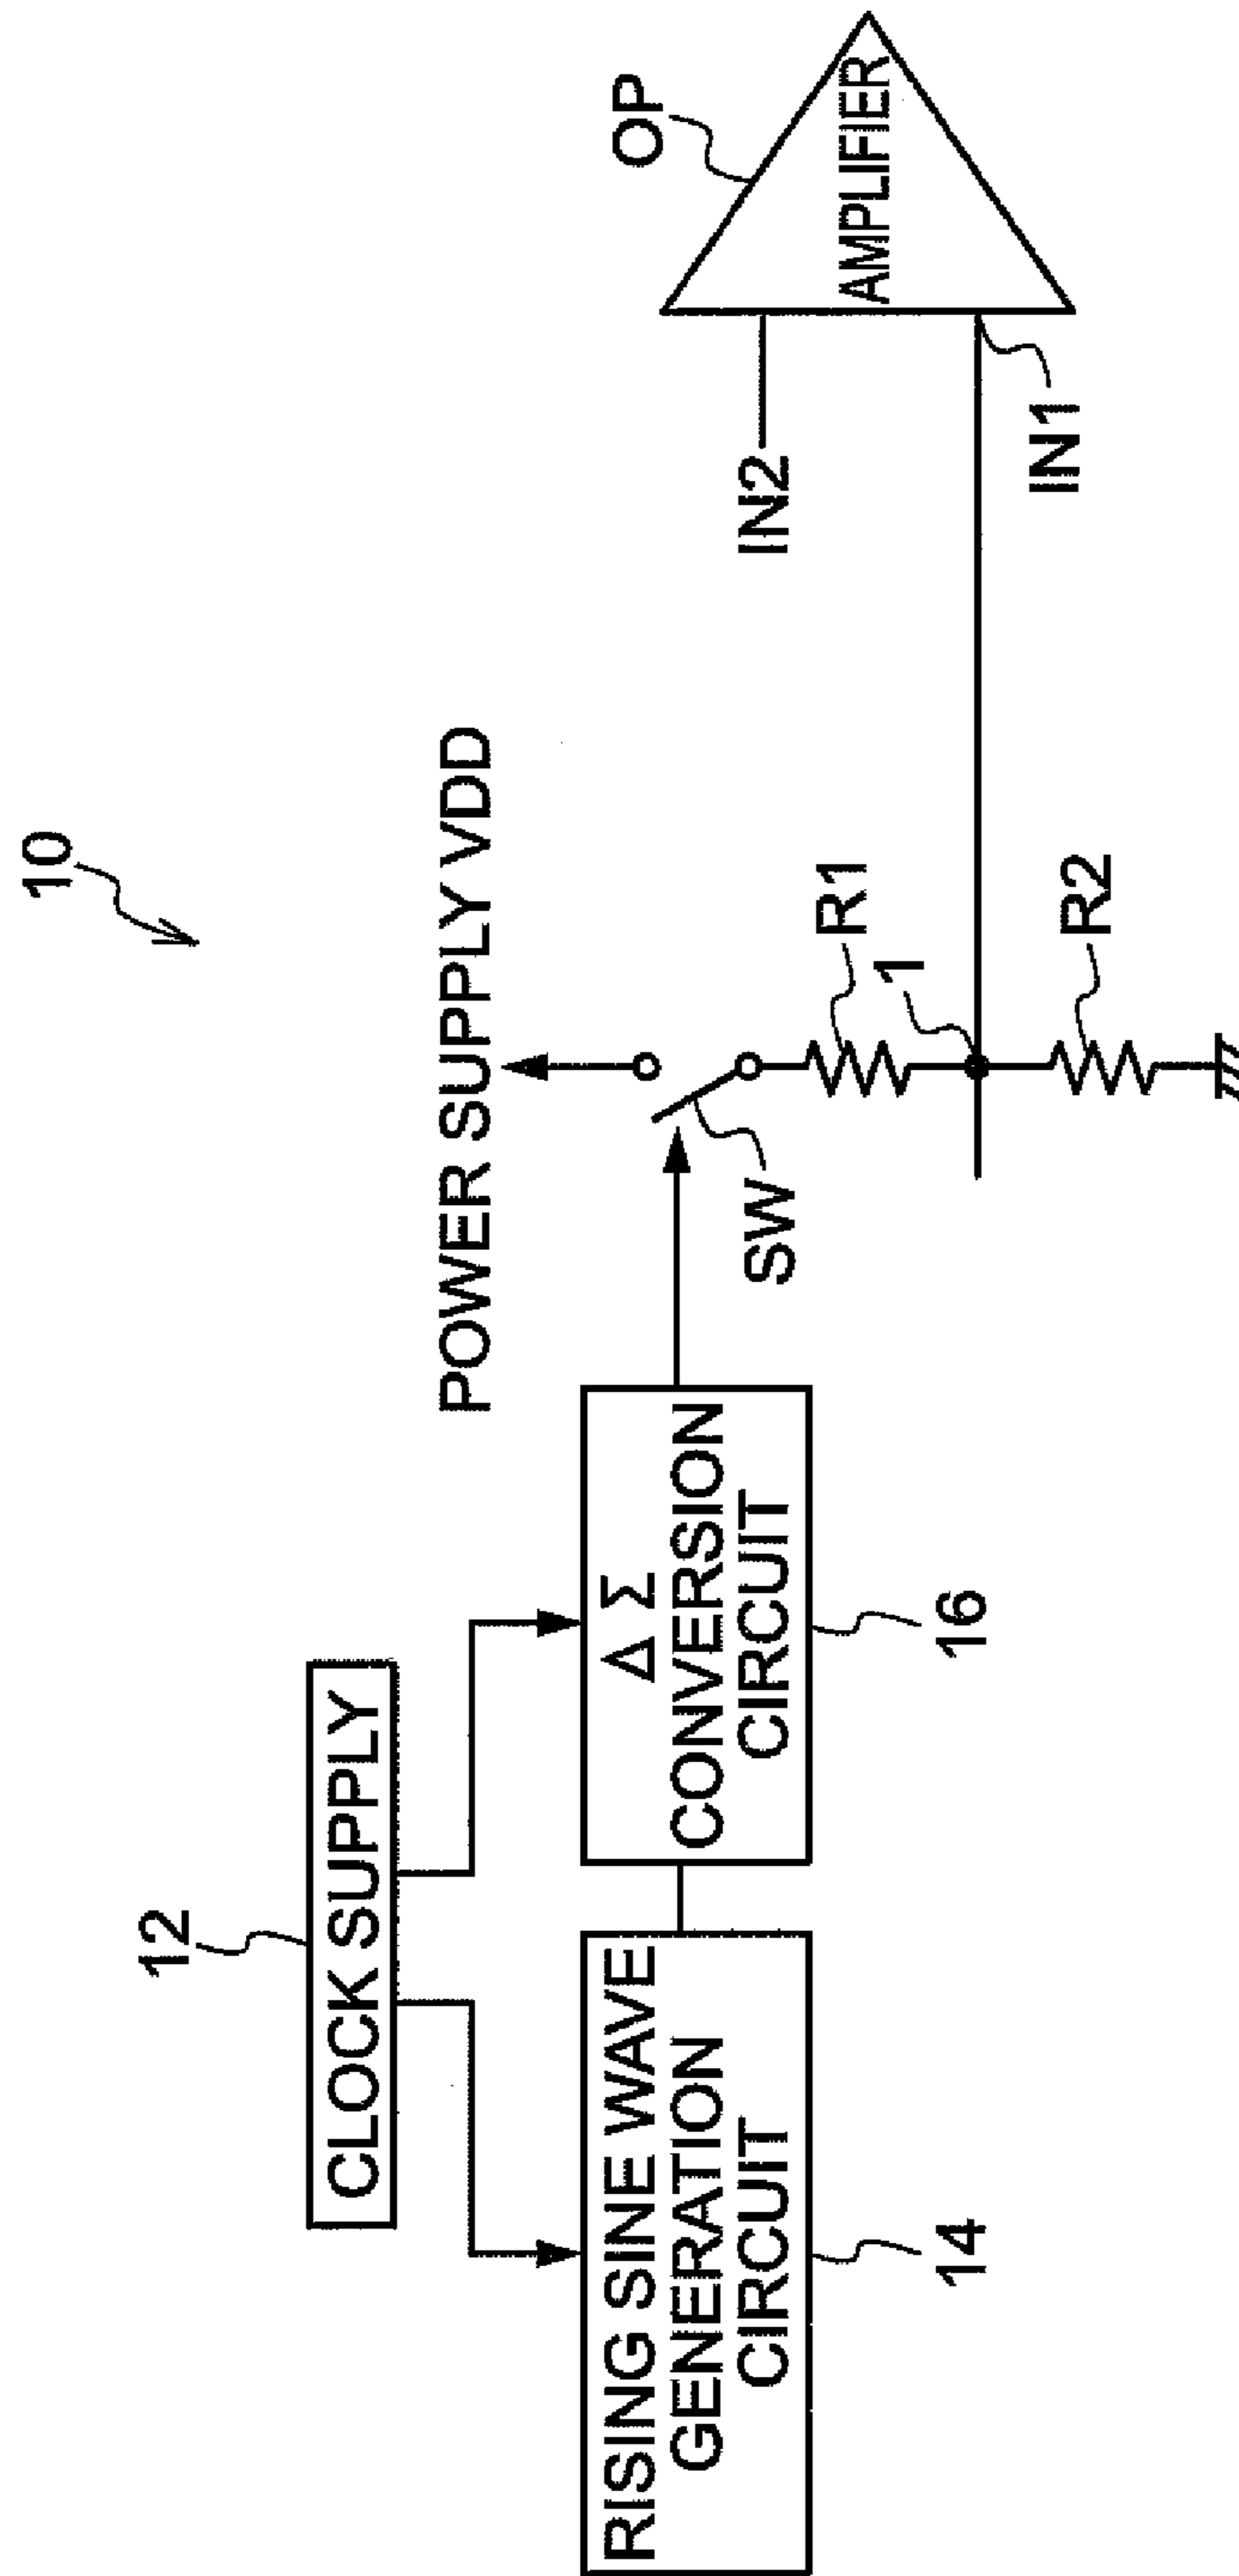 10
12
CLOCK SUPPLY
POWER SUPPLY VDD
RISING SINE WAVE
GENERATION
CIRCUIT
14
Δ Σ
CONVERSION
CIRCUIT
16
SW
R1
1
R2
IN2
IN1
OP
AMPLIFIER